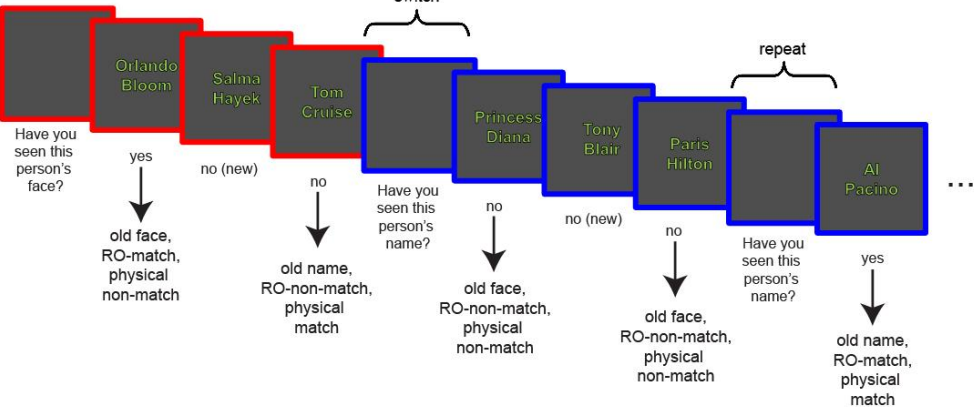 repeat
Orlando
Bloom
Salma
Hayek
Tom
Cruise
Princess
Diana
Tony
Blair
Paris
Hilton
Al
Pacino
...
Have you
seen this
person's
face?
yes
no (new)
no
Have you
seen this
person's
name?
no
no (new)
no
Have you
seen this
person's
name?
yes
old face,
RO-match,
physical
non-match
old name,
RO-non-match,
physical
match
old face,
RO-non-match,
physical
non-match
old face,
RO-non-match,
physical
non-match
old name,
RO-match,
physical
match